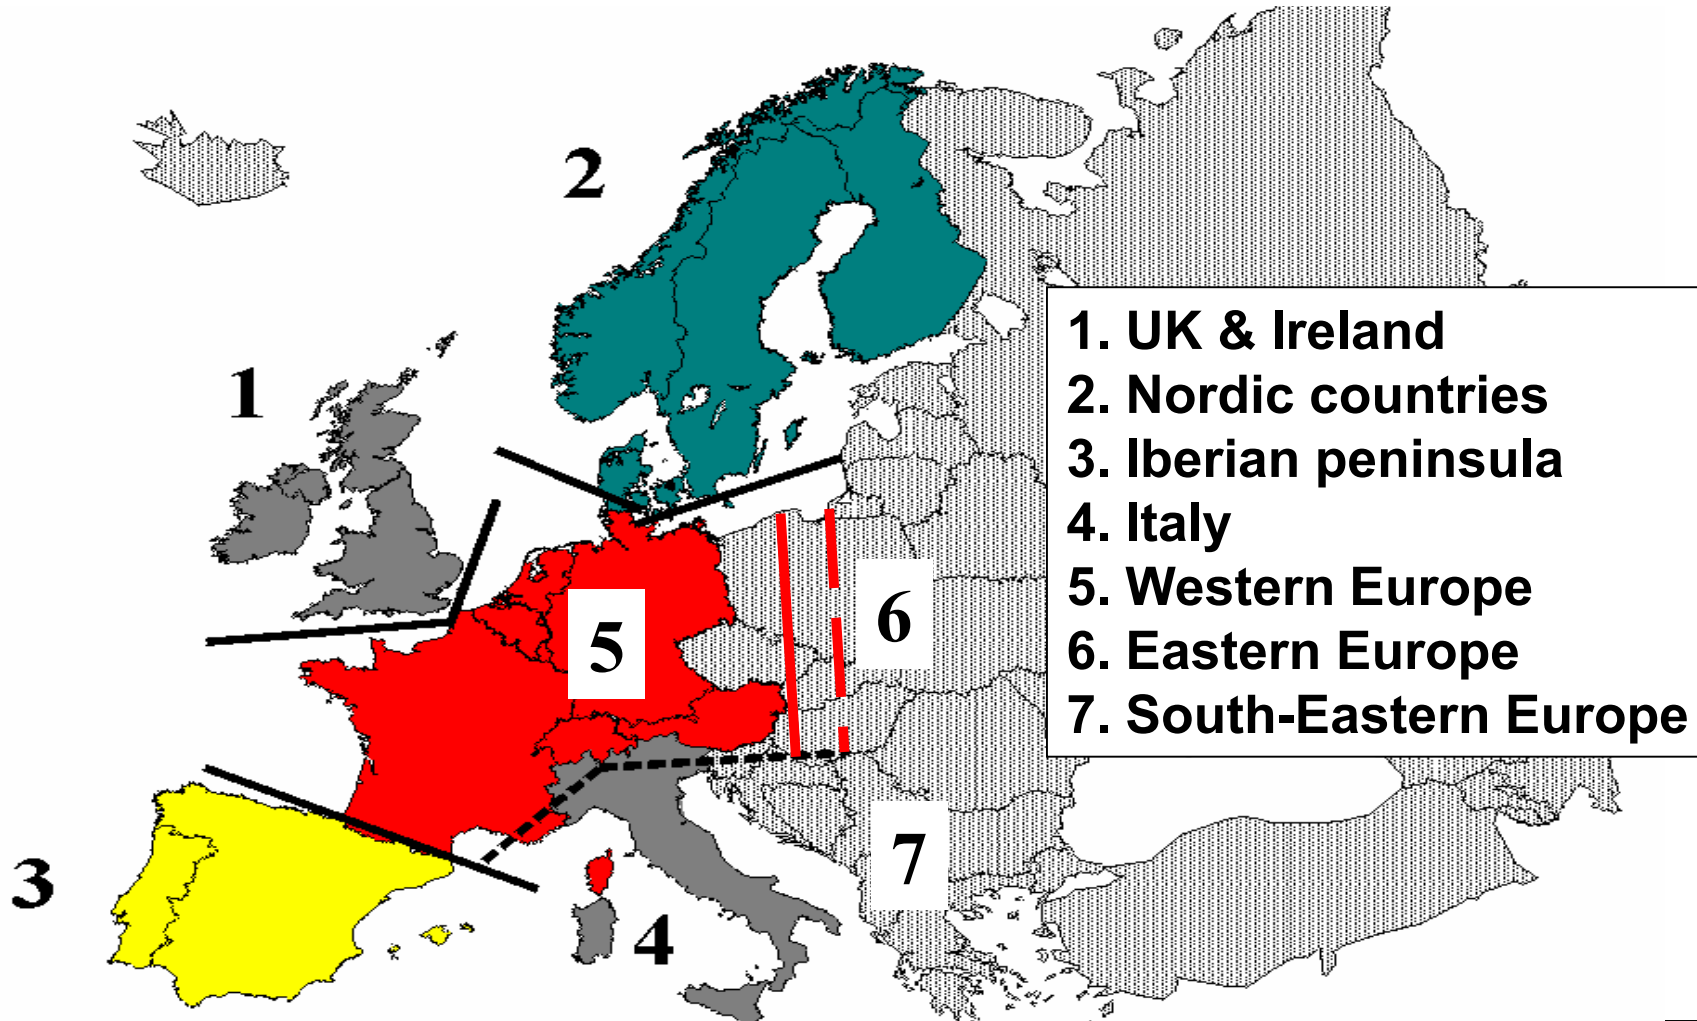 2
1
5
6
3
4
7
1. UK & Ireland
2. Nordic countries
3. Iberian peninsula
4. Italy
5. Western Europe
6. Eastern Europe
7. South-Eastern Europe